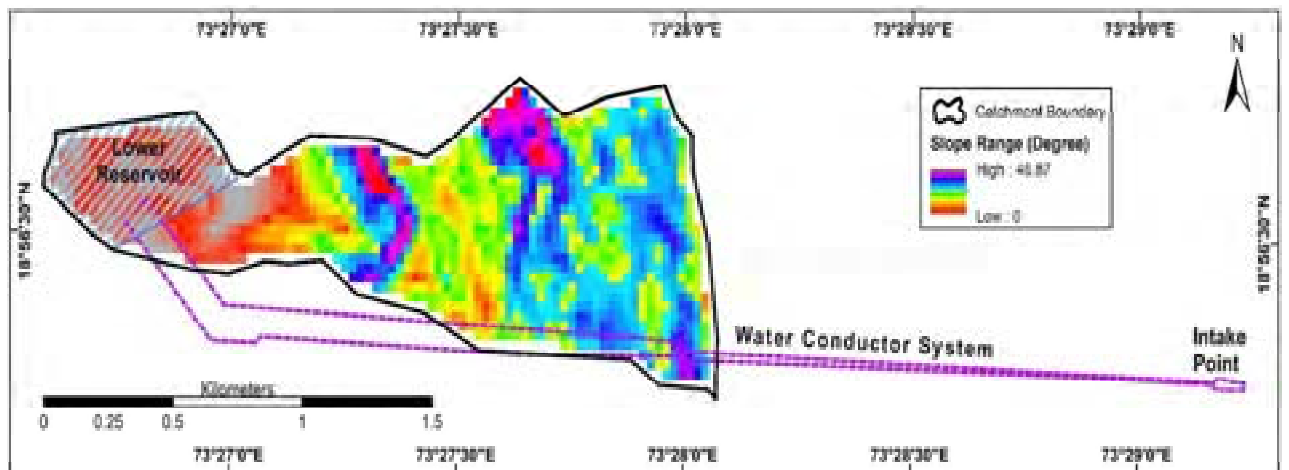 73°27'0"E 73°27'30"E 73°28'0"E 73°28'30"E 73°29'0"E
N
Catchment Boundary
Slope Range (Degree)
High : 46.87
Low : 0
Lower
Reservoir
18°56'30"N
18°56'30"N
Water Conductor System
Intake
Point
Kilometers
0 0.25 0.5 1 1.5
73°27'0"E 73°27'30"E 73°28'0"E 73°28'30"E 73°29'0"E